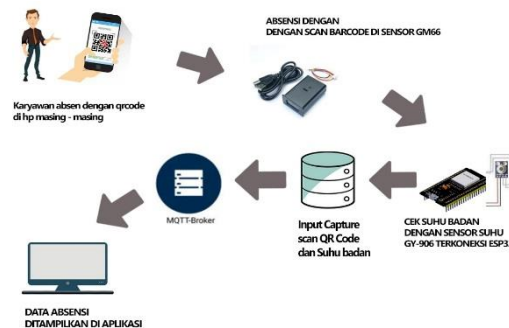 Karyawan absen dengan qrcode
di hp masing - masing
ABSENSI DENGAN
DENGAN SCAN BARCODE DI SENSOR GM66
CEK SUHU BADAN
DENGAN SENSOR SUHU
GY-906 TERKONEKSI ESP3
Input Capture
scan QR Code
dan Suhu badan
MQTT-Broker
DATA ABSENSI
DITAMPILKAN DI APLIKASI